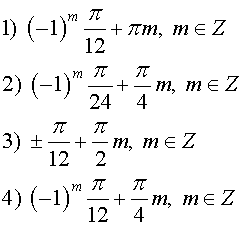 1) (−1)^m π/12 + πm, m ∈ Z
2) (−1)^m π/24 + π/4 m, m ∈ Z
3) ± π/12 + π/2 m, m ∈ Z
4) (−1)^m π/12 + π/4 m, m ∈ Z